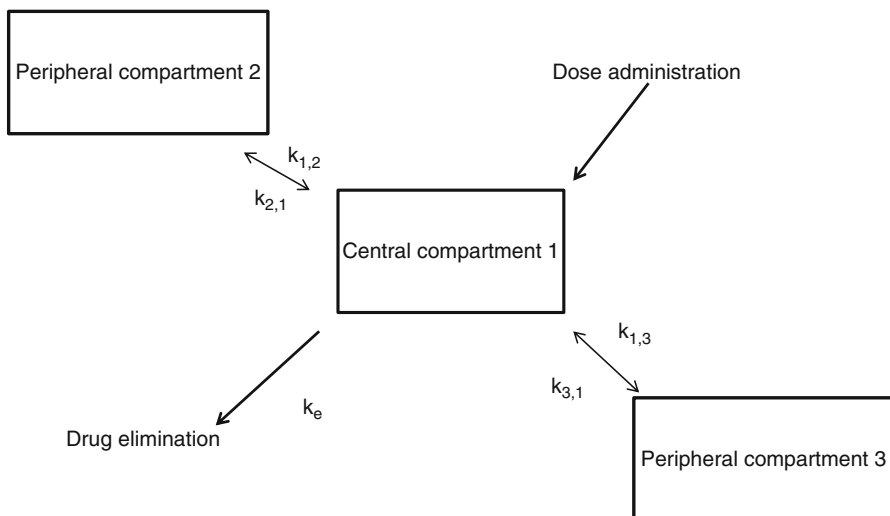 Peripheral compartment 2
Dose administration
k1,2
k2,1
Central compartment 1
k1,3
k3,1
ke
Drug elimination
Peripheral compartment 3